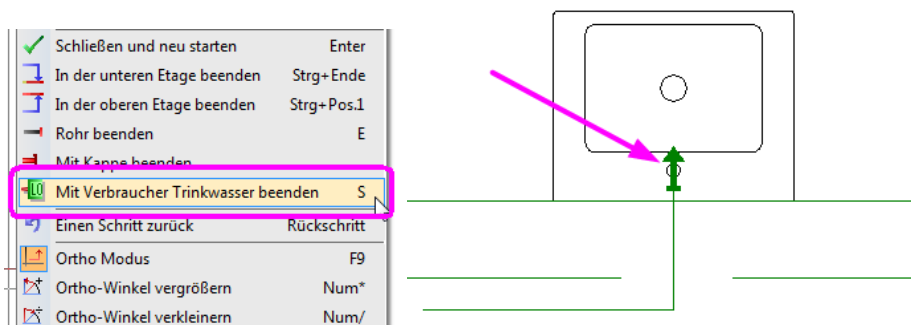 Schließen und neu starten Enter
In der unteren Etage beenden Strg+Ende
In der oberen Etage beenden Strg+Pos.1
Rohr beenden E
Mit Kappe beenden
LO
Mit Verbraucher Trinkwasser beenden S
Einen Schritt zurück Rückschritt
Ortho Modus F9
Ortho-Winkel vergrößern Num*
Ortho-Winkel verkleinern Num/